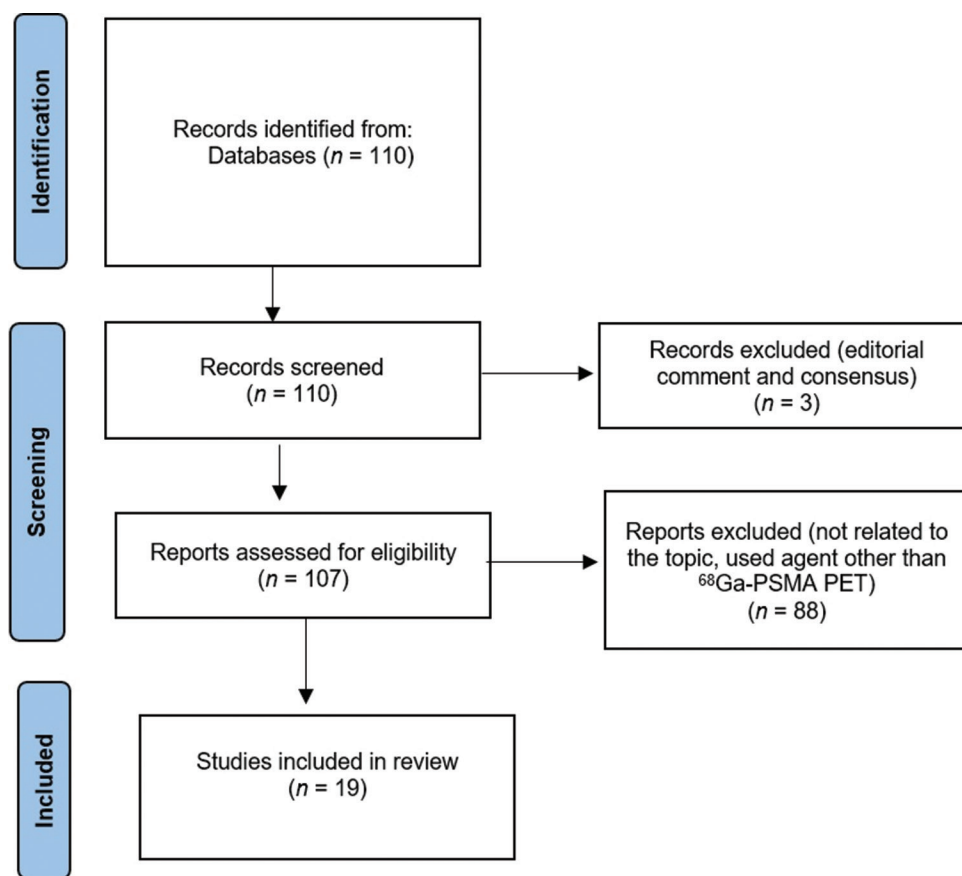 Identification
Records identified from:
Databases (n = 110)
Screening
Records screened
(n = 110)
Records excluded (editorial
comment and consensus)
(n = 3)
Reports assessed for eligibility
(n = 107)
Reports excluded (not related to
the topic, used agent other than
⁶⁸Ga-PSMA PET)
(n = 88)
Included
Studies included in review
(n = 19)